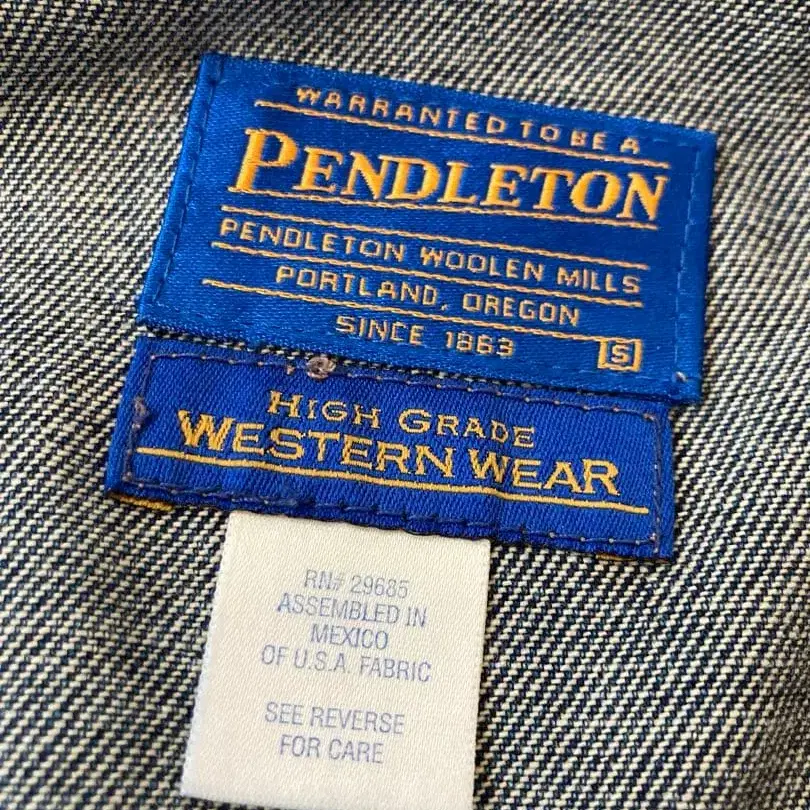 WARRANTED TO BE A
PENDLETON
PENDLETON WOOLEN MILLS
PORTLAND, OREGON
SINCE 1863
S
HIGH GRADE
WESTERN WEAR
RN# 29685
ASSEMBLED IN
MEXICO
OF U.S.A. FABRIC
SEE REVERSE
FOR CARE